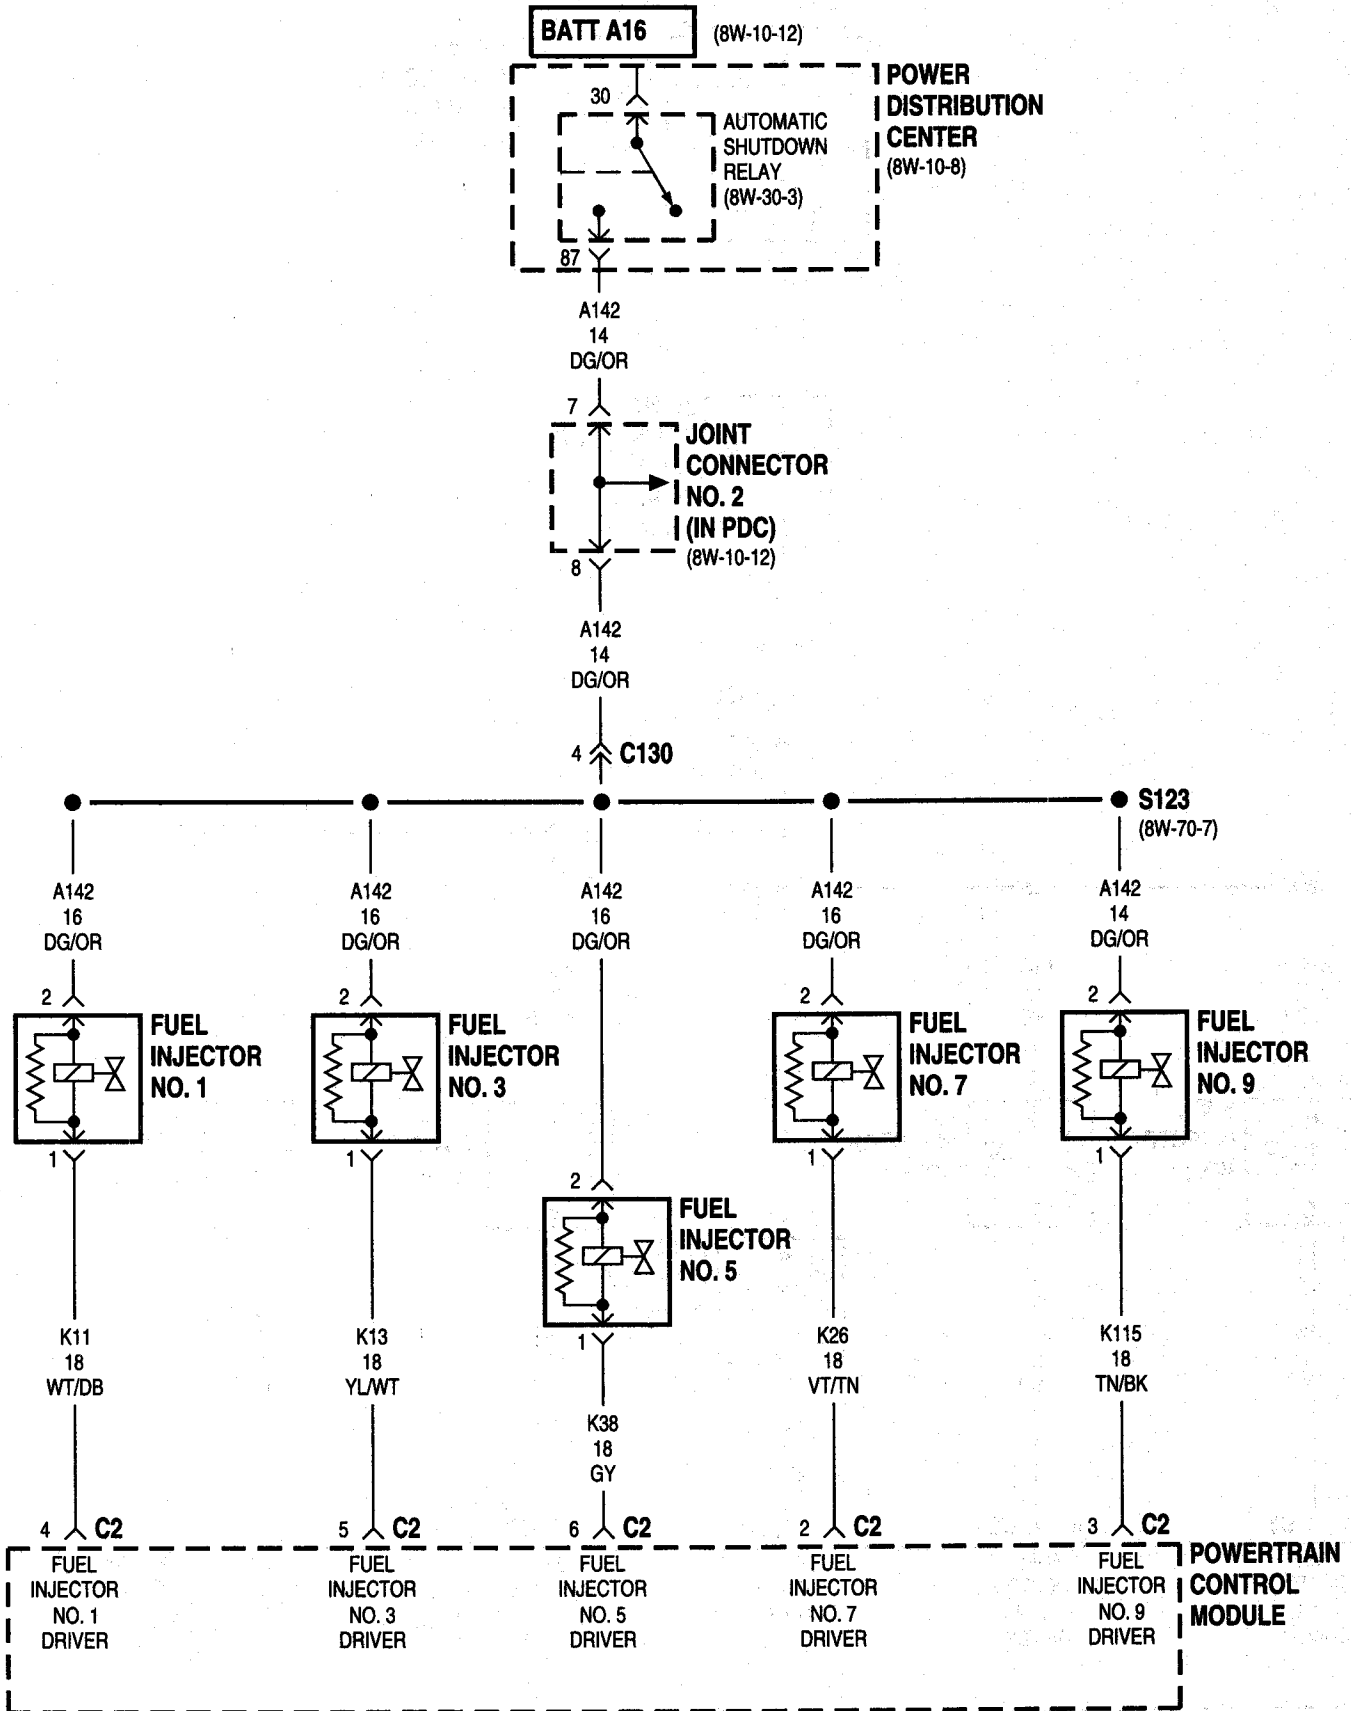 BATT A16
(8W-10-12)
POWER
DISTRIBUTION
CENTER
(8W-10-8)
30
AUTOMATIC
SHUTDOWN
RELAY
(8W-30-3)
87
A142
14
DG/OR
7
JOINT
CONNECTOR
NO. 2
(IN PDC)
(8W-10-12)
8
A142
14
DG/OR
4
C130
S123
(8W-70-7)
A142
16
DG/OR
A142
16
DG/OR
A142
16
DG/OR
A142
16
DG/OR
A142
14
DG/OR
2
FUEL
INJECTOR
NO. 1
1
2
FUEL
INJECTOR
NO. 3
1
2
FUEL
INJECTOR
NO. 5
1
2
FUEL
INJECTOR
NO. 7
1
2
FUEL
INJECTOR
NO. 9
1
K11
18
WT/DB
K13
18
YL/WT
K38
18
GY
K26
18
VT/TN
K115
18
TN/BK
4
C2
5
C2
6
C2
2
C2
3
C2
FUEL
INJECTOR
NO. 1
DRIVER
FUEL
INJECTOR
NO. 3
DRIVER
FUEL
INJECTOR
NO. 5
DRIVER
FUEL
INJECTOR
NO. 7
DRIVER
FUEL
INJECTOR
NO. 9
DRIVER
POWERTRAIN
CONTROL
MODULE